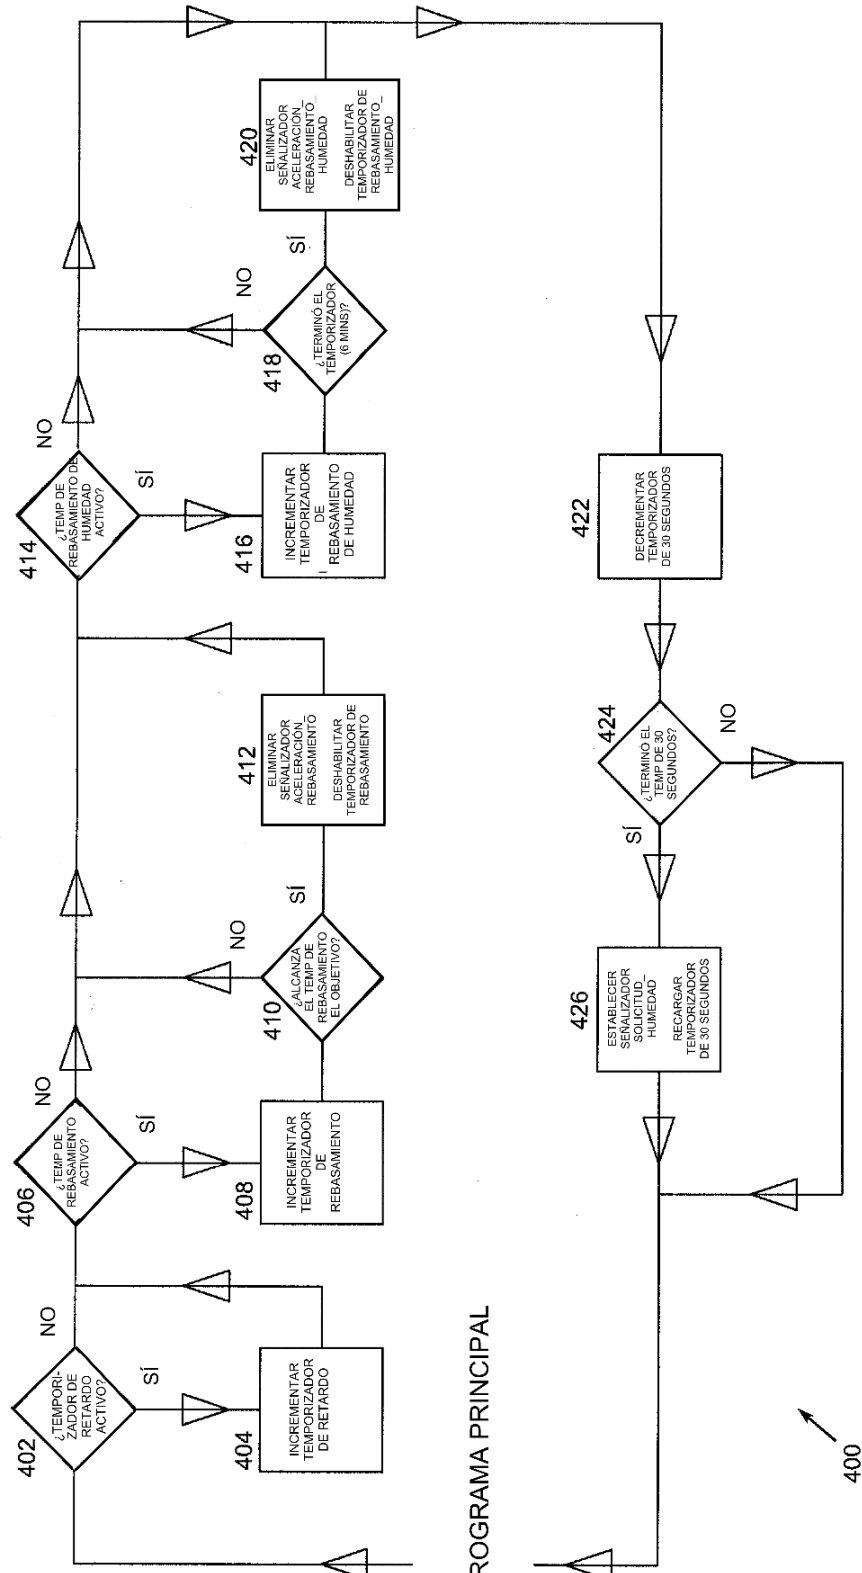 402
¿TEMPORI-
ZADOR DE
RETARDO
ACTIVO?
NO
SÍ
404
INCREMENTAR
TEMPORIZADOR
DE RETARDO
406
¿TEMP DE
REBASAMIENTO
ACTIVO?
NO
SÍ
408
INCREMENTAR
TEMPORIZADOR
DE
REBASAMIENTO
410
¿ALCANZA
EL TEMP DE
REBASAMIENTO
EL OBJETIVO?
NO
SÍ
412
ELIMINAR
SEÑALIZADOR
ACELERACIÓN_
REBASAMIENTO
DESHABILITAR
TEMPORIZADOR DE
REBASAMIENTO
414
¿TEMP DE
REBASAMIENTO DE
HUMEDAD
ACTIVO?
NO
SÍ
416
INCREMENTAR
TEMPORIZADOR
DE
REBASAMIENTO
DE HUMEDAD
418
¿TERMINÓ EL
TEMPORIZADOR
(6 MINS)?
NO
SÍ
420
ELIMINAR
SEÑALIZADOR
ACELERACIÓN_
REBASAMIENTO_
HUMEDAD
DESHABILITAR
TEMPORIZADOR DE
REBASAMIENTO_
HUMEDAD
422
DECREMENTAR
TEMPORIZADOR
DE 30 SEGUNDOS
424
¿TERMINÓ EL
TEMP DE 30
SEGUNDOS?
NO
SÍ
426
ESTABLECER
SEÑALIZADOR
SOLICITUD_
HUMEDAD
RECARGAR
TEMPORIZADOR
DE 30 SEGUNDOS
ROGRAMA PRINCIPAL
400